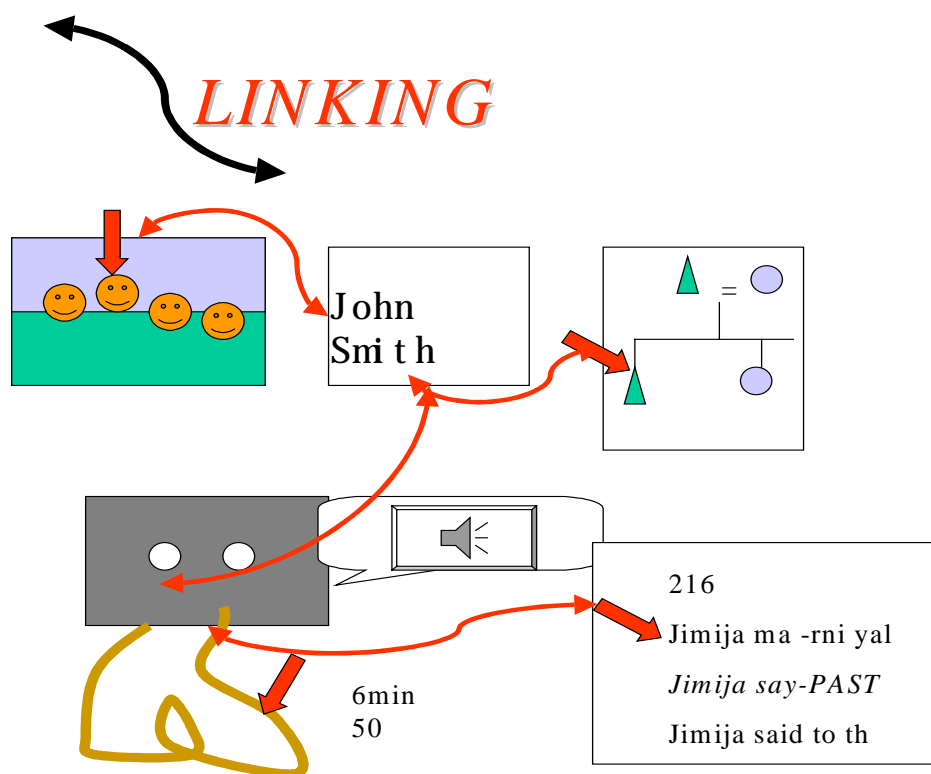 LINKING
John
Smith
=
6min
50
216
Jimija ma -rni yal
Jimija say-PAST
Jimija said to th